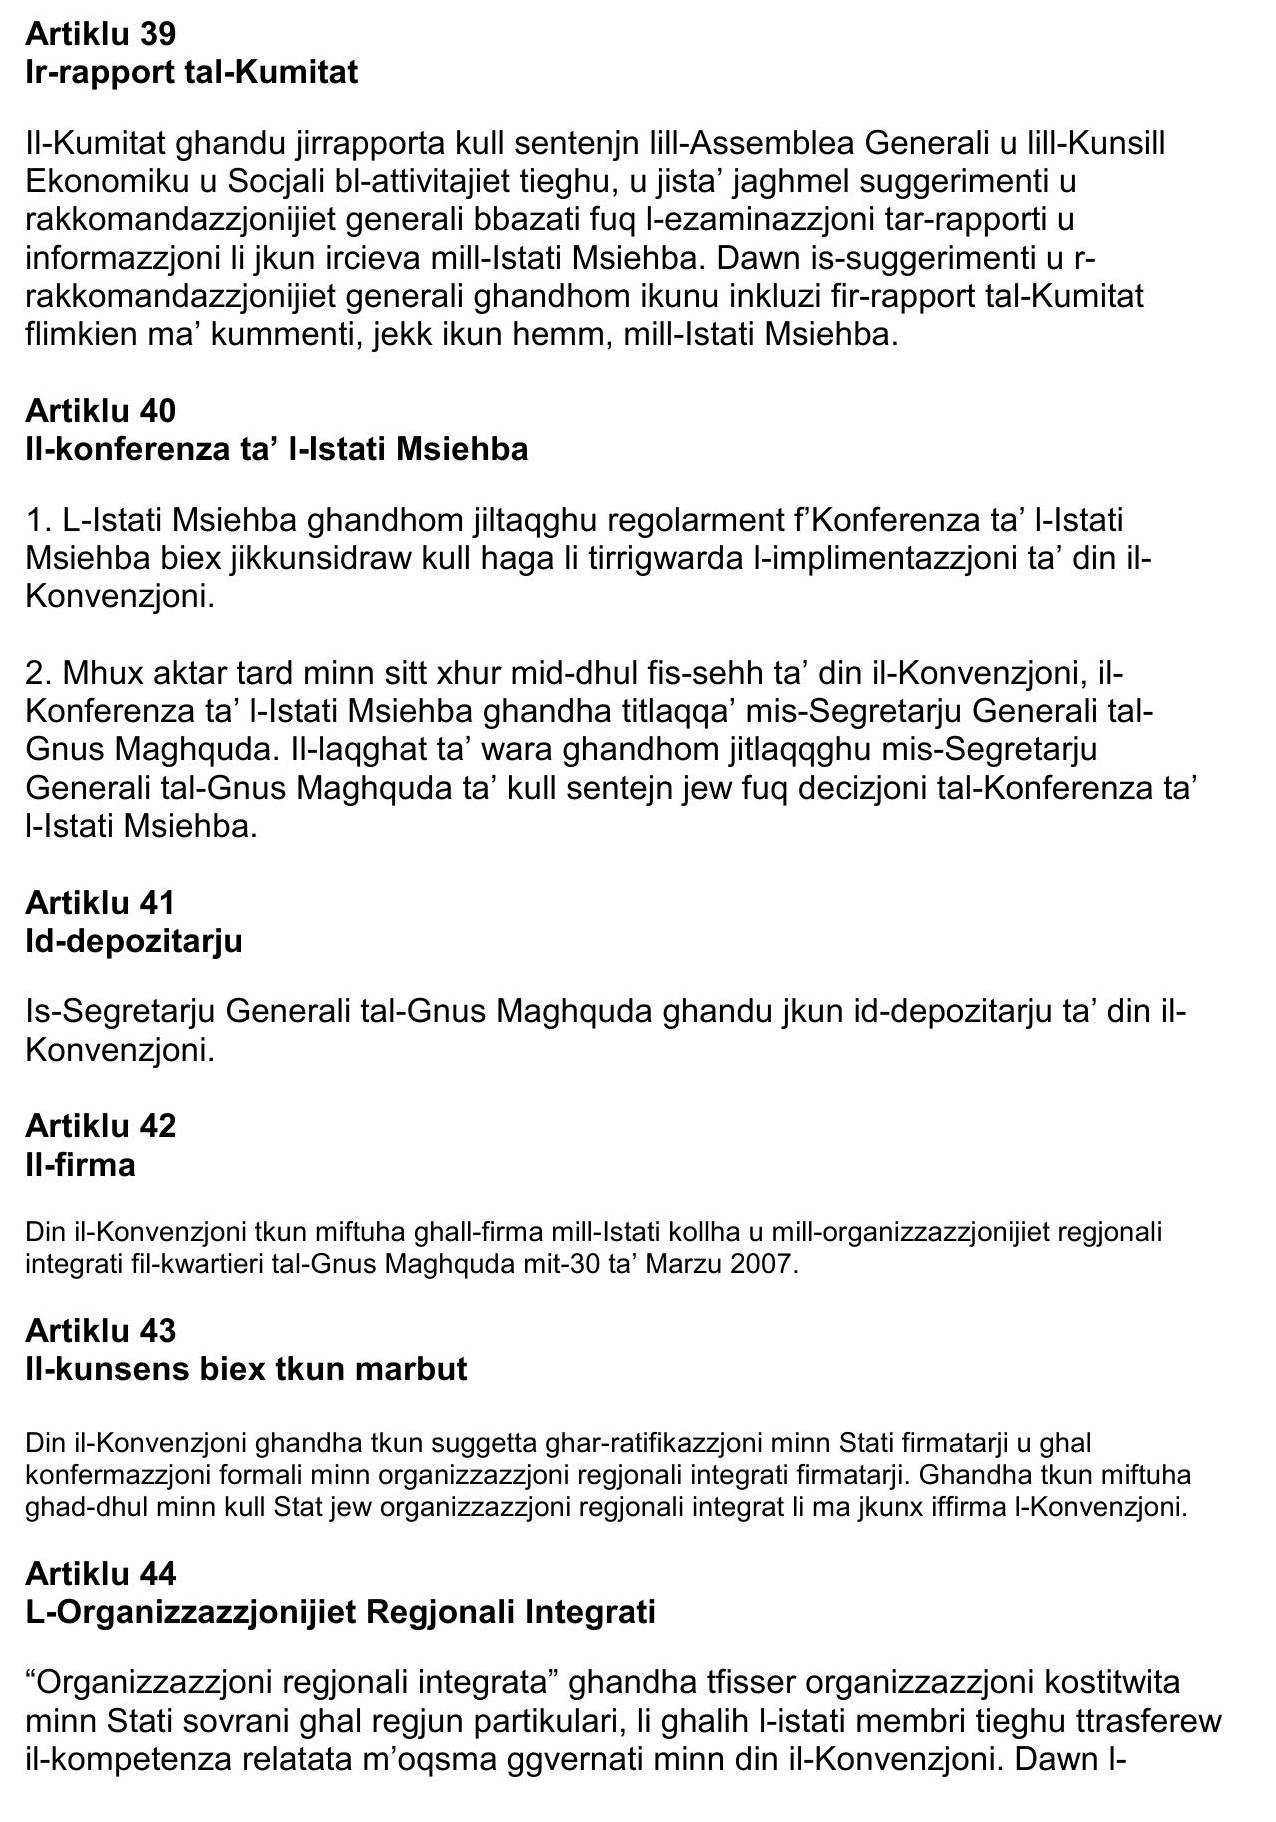 Artiklu 39
Ir-rapport tal-Kumitat
Il-Kumitat ghandu jirrapporta kull sentenjn lill-Assemblea Generali u lill-Kunsill
Ekonomiku u Socjali bl-attivitajiet tieghu, u jista’ jaghmel suggerimenti u
rakkomandazzjonijiet generali bbazati fuq l-ezaminazzjoni tar-rapporti u
informazzjoni li jkun ircieva mill-Istati Msiehba. Dawn is-suggerimenti u r-
rakkomandazzjonijiet generali ghandhom ikunu inkluzi fir-rapport tal-Kumitat
flimkien ma’ kummenti, jekk ikun hemm, mill-Istati Msiehba.
Artiklu 40
Il-konferenza ta’ l-Istati Msiehba
1. L-Istati Msiehba ghandhom jiltaqghu regolarment f’Konferenza ta’ l-Istati
Msiehba biex jikkunsidraw kull haga li tirrigwarda l-implimentazzjoni ta’ din il-
Konvenzjoni.
2. Mhux aktar tard minn sitt xhur mid-dhul fis-sehh ta’ din il-Konvenzjoni, il-
Konferenza ta’ l-Istati Msiehba ghandha titlaqqa’ mis-Segretarju Generali tal-
Gnus Maghquda. Il-laqghat ta’ wara ghandhom jitlaqqghu mis-Segretarju
Generali tal-Gnus Maghquda ta’ kull sentejn jew fuq decizjoni tal-Konferenza ta’
l-Istati Msiehba.
Artiklu 41
Id-depozitarju
Is-Segretarju Generali tal-Gnus Maghquda ghandu jkun id-depozitarju ta’ din il-
Konvenzjoni.
Artiklu 42
Il-firma
Din il-Konvenzjoni tkun miftuha ghall-firma mill-Istati kollha u mill-organizzazzjonijiet regjonali
integrati fil-kwartieri tal-Gnus Maghquda mit-30 ta’ Marzu 2007.
Artiklu 43
Il-kunsens biex tkun marbut
Din il-Konvenzjoni ghandha tkun suggetta ghar-ratifikazzjoni minn Stati firmatarji u ghal
konfermazzjoni formali minn organizzazzjoni regjonali integrati firmatarji. Ghandha tkun miftuha
ghad-dhul minn kull Stat jew organizzazzjoni regjonali integrat li ma jkunx iffirma l-Konvenzjoni.
Artiklu 44
L-Organizzazzjonijiet Regjonali Integrati
“Organizzazzjoni regjonali integrata” ghandha tfisser organizzazzjoni kostitwita
minn Stati sovrani ghal regjun partikulari, li ghalih l-istati membri tieghu ttrasferew
il-kompetenza relatata m’oqsma ggvernati minn din il-Konvenzjoni. Dawn l-